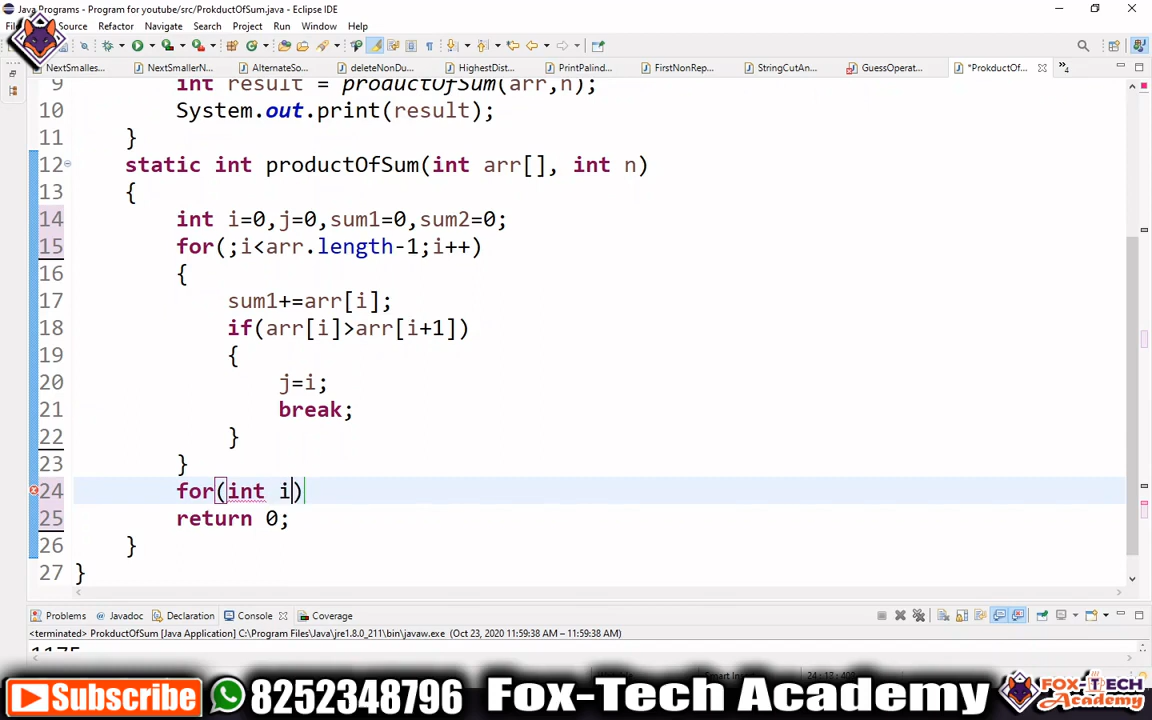 Java Programs - Program for youtube/src/ProkductOfSum.java - Eclipse IDE
Source Refactor Navigate Search Project Run Window Help
NextSmalles... NextSmallerN... AlternateSo... deleteNonDu... HighestDist... PrintPalind... FirstNonRep... StringCutAn... GuessOperat... *ProkductOf... »4
9 int result = productOfSum(arr,n);
10 System.out.print(result);
11 }
12 static int productOfSum(int arr[], int n)
13 {
14 int i=0,j=0,sum1=0,sum2=0;
15 for(;i<arr.length-1;i++)
16 {
17 sum1+=arr[i];
18 if(arr[i]>arr[i+1])
19 {
20 j=i;
21 break;
22 }
23 }
24 for(int i)
25 return 0;
26 }
27 }
Problems @ Javadoc Declaration Console Coverage
<terminated> ProkductOfSum [Java Application] C:\Program Files\Java\jre1.8.0_211\bin\javaw.exe (Oct 23, 2020 11:59:38 AM – 11:59:38 AM)
1175
Subscribe 8252348796 Fox-Tech Academy FOX-TECH Academy